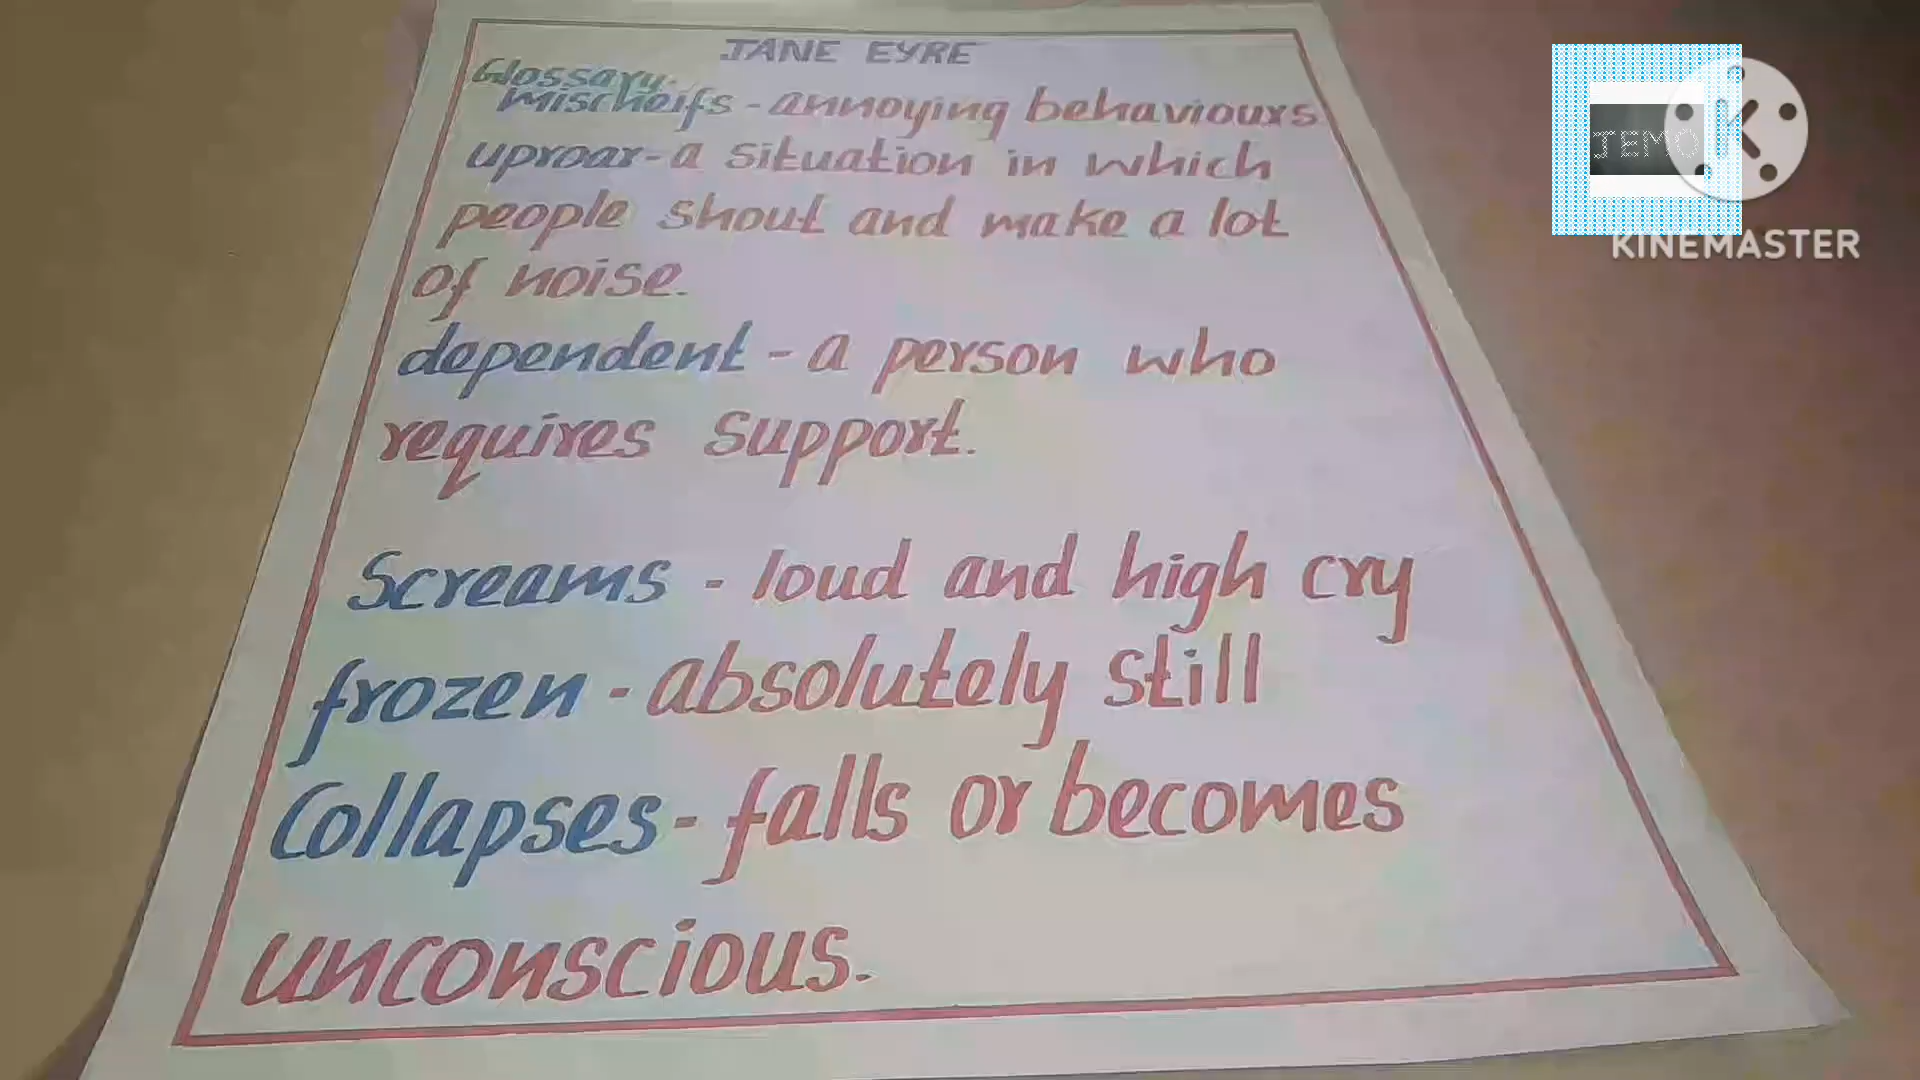 JANE EYRE
Glossary.
mischeifs - annoying behaviours.
uproar - a situation in which
people shout and make a lot
of noise.
dependent - a person who
requires support.
Screams - loud and high cry
frozen - absolutely still
Collapses - falls or becomes
unconscious.
JEMO
K
KINEMASTER